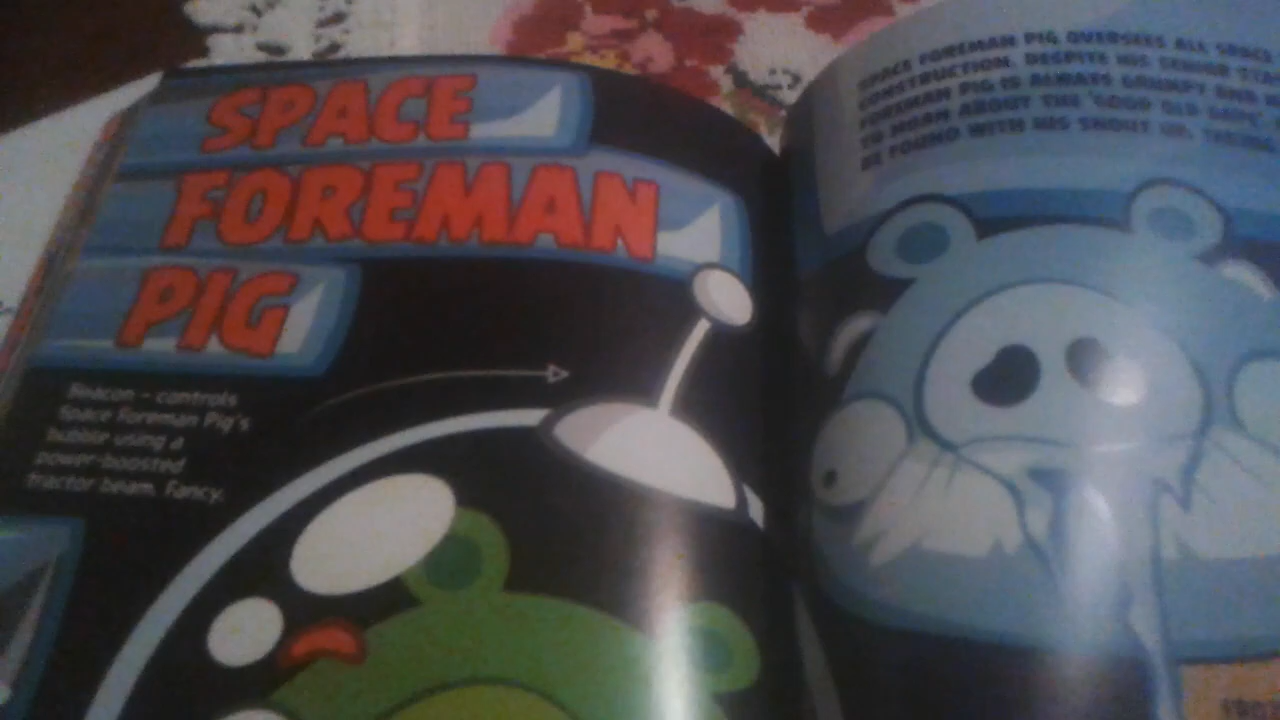 SPACE
FOREMAN
PIG
Beacon – controls
Space Foreman Pig's
bubble using a
power-boosted
tractor beam. Fancy.
SPACE FOREMAN PIG OVERSEES ALL SPACE
CONSTRUCTION. DESPITE HIS SENIOR
FOREMAN PIG IS ALWAYS GRUMPY AND
TO MOAN ABOUT THE 'GOOD OLD DAYS'.
BE FOUND WITH HIS SNOUT UP,